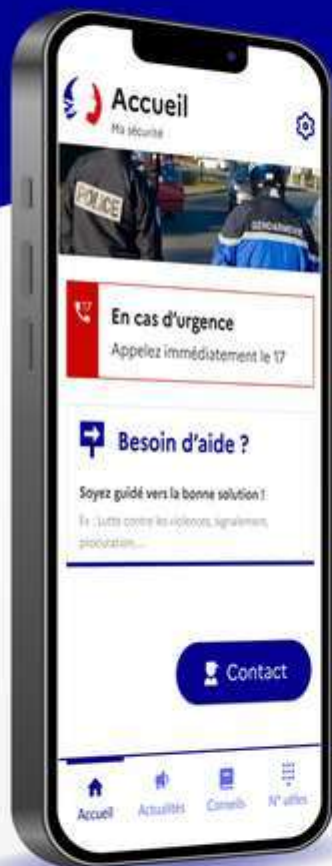 Accueil
Ma sécurité
POLICE
GENDARMERIE
17
En cas d'urgence
Appelez immédiatement le 17
Besoin d'aide ?
Soyez guidé vers la bonne solution !
Ex : Lutte contre les violences, signalement,
procuration,...
Contact
Accueil
Actualités
Conseils
N° utiles